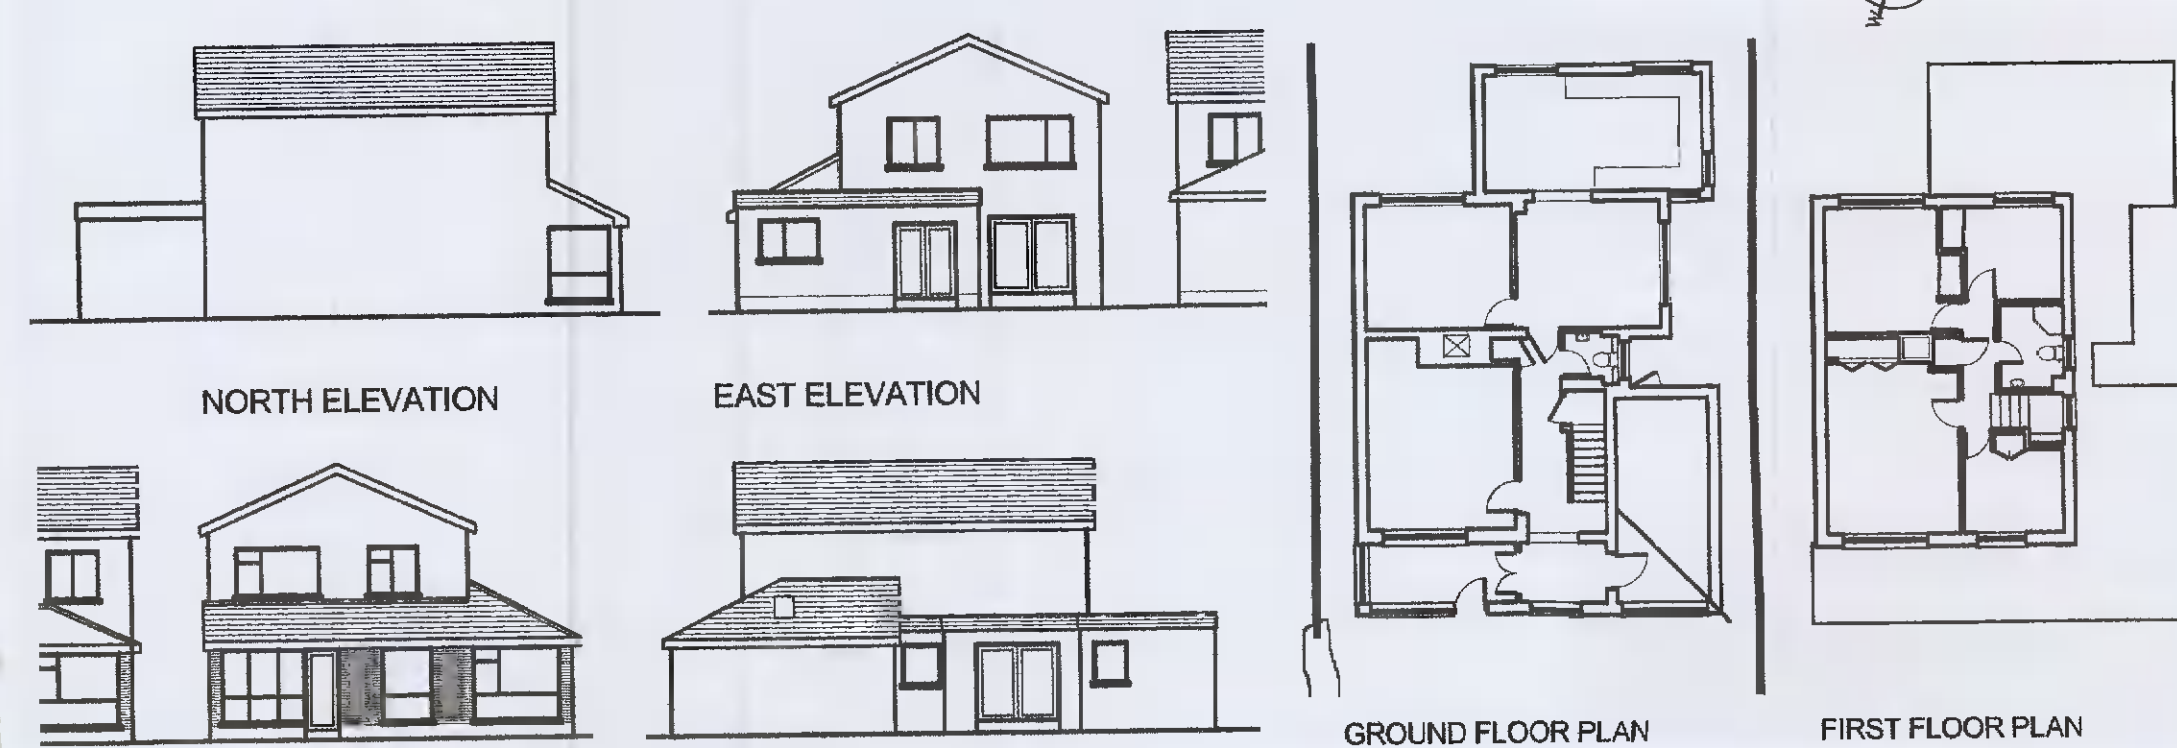 W
NORTH ELEVATION
EAST ELEVATION
GROUND FLOOR PLAN
FIRST FLOOR PLAN